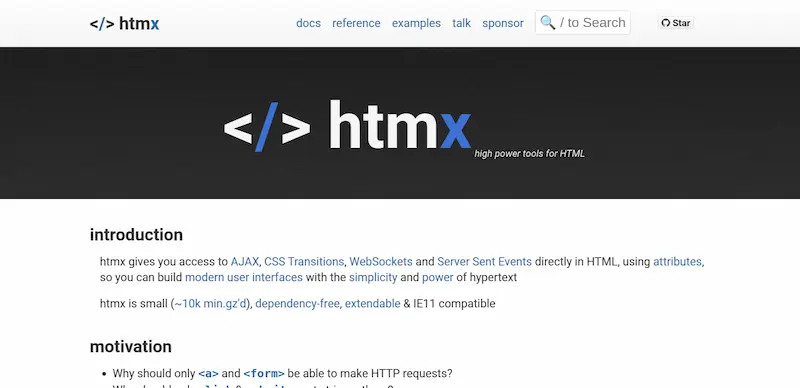 </> htmx
docs reference examples talk sponsor
🔍 / to Search
Star
</> htmx
high power tools for HTML
introduction
htmx gives you access to AJAX, CSS Transitions, WebSockets and Server Sent Events directly in HTML, using attributes,
so you can build modern user interfaces with the simplicity and power of hypertext
htmx is small (~10k min.gz'd), dependency-free, extendable & IE11 compatible
motivation
• Why should only <a> and <form> be able to make HTTP requests?